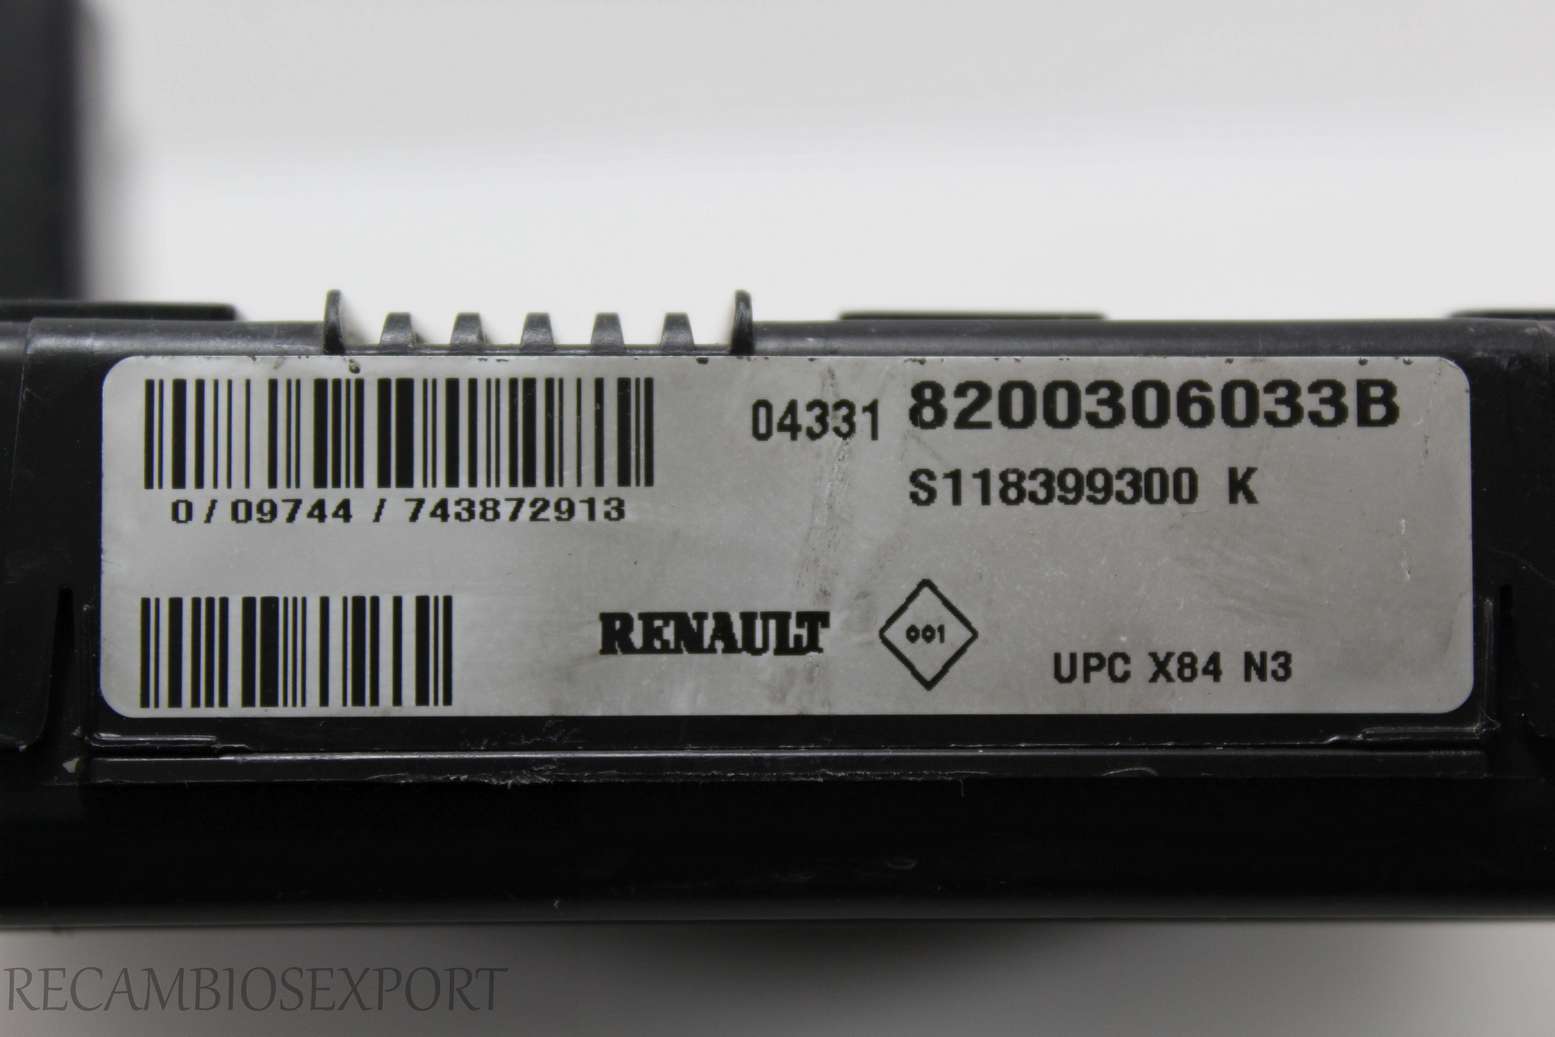 04331 8200306033B
S118399300 K
0/09744/743872913
RENAULT
001
UPC X84 N3
RECAMBIOSEXPORT